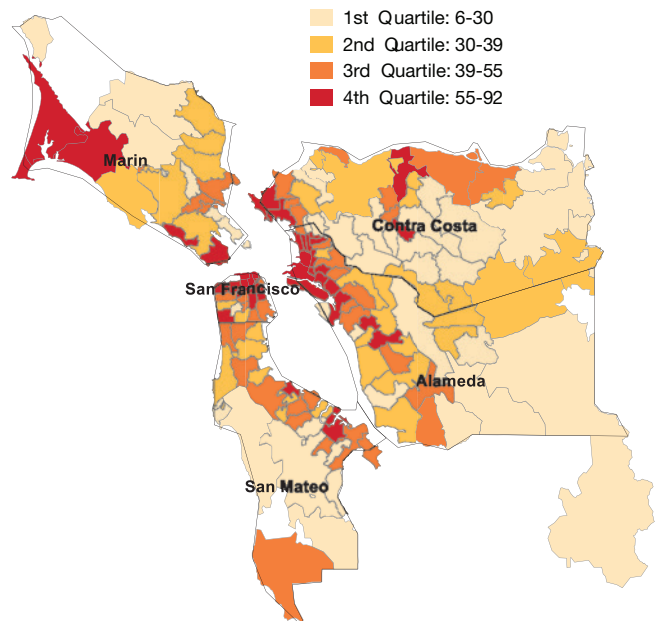 1st Quartile: 6-30
2nd Quartile: 30-39
3rd Quartile: 39-55
4th Quartile: 55-92
Marin
Contra Costa
San Francisco
Alameda
San Mateo